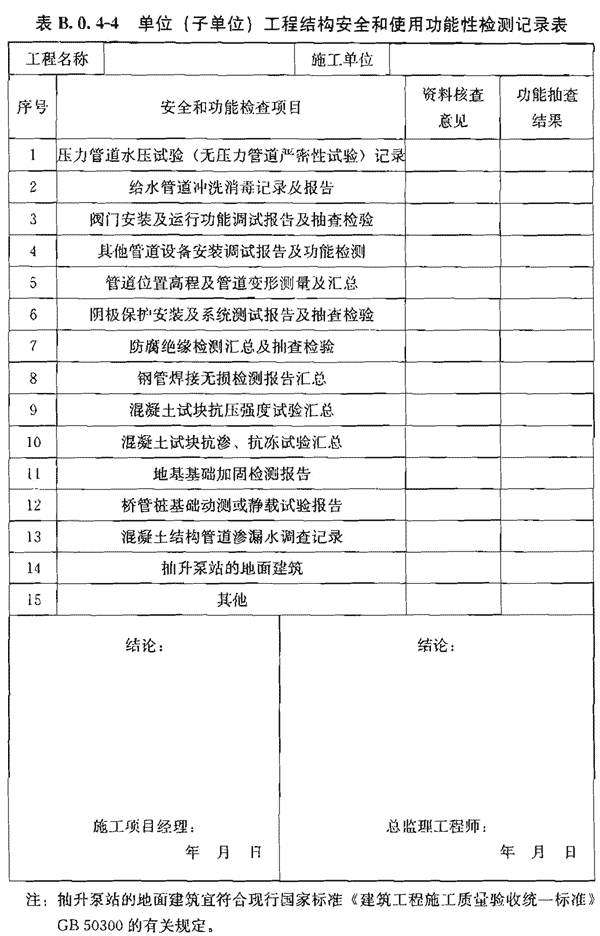 表 B.0.4-4 单位（子单位）工程结构安全和使用功能性检测记录表
工程名称 施工单位
序号 安全和功能检查项目 资料核查意见 功能抽查结果
1 压力管道水压试验（无压力管道严密性试验）记录
2 给水管道冲洗消毒记录及报告
3 阀门安装及运行功能调试报告及抽查检验
4 其他管道设备安装调试报告及功能检测
5 管道位置高程及管道变形测量及汇总
6 阴极保护安装及系统测试报告及抽查检验
7 防腐绝缘检测汇总及抽查检验
8 钢管焊接无损检测报告汇总
9 混凝土试块抗压强度试验汇总
10 混凝土试块抗渗、抗冻试验汇总
11 地基基础加固检测报告
12 桥管桩基础动测或静载试验报告
13 混凝土结构管道渗漏水调查记录
14 抽升泵站的地面建筑
15 其他
结论： 结论：
施工项目经理： 总监理工程师：
年 月 日 年 月 日
注：抽升泵站的地面建筑宜符合现行国家标准《建筑工程施工质量验收统一标准》
GB 50300 的有关规定。